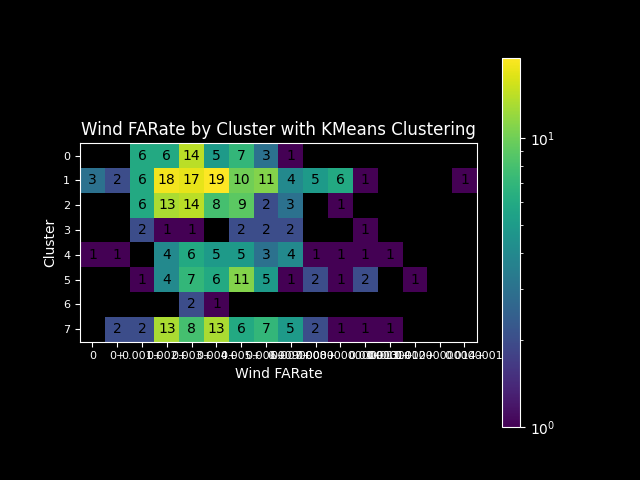 Wind FARate by Cluster with KMeans Clustering
0 6 6 14 5 7 3 1
1 3 2 6 18 17 19 10 11 4 5 6 1 1
2 6 13 14 8 9 2 3 1
3 2 1 1 2 2 2 1
4 1 1 4 6 5 5 3 4 1 1 1 1
5 1 4 7 6 11 5 1 2 1 2 1
6 2 1
7 2 2 13 8 13 6 7 5 2 1 1 1
0
Wind FARate
Cluster
10^1
10^0